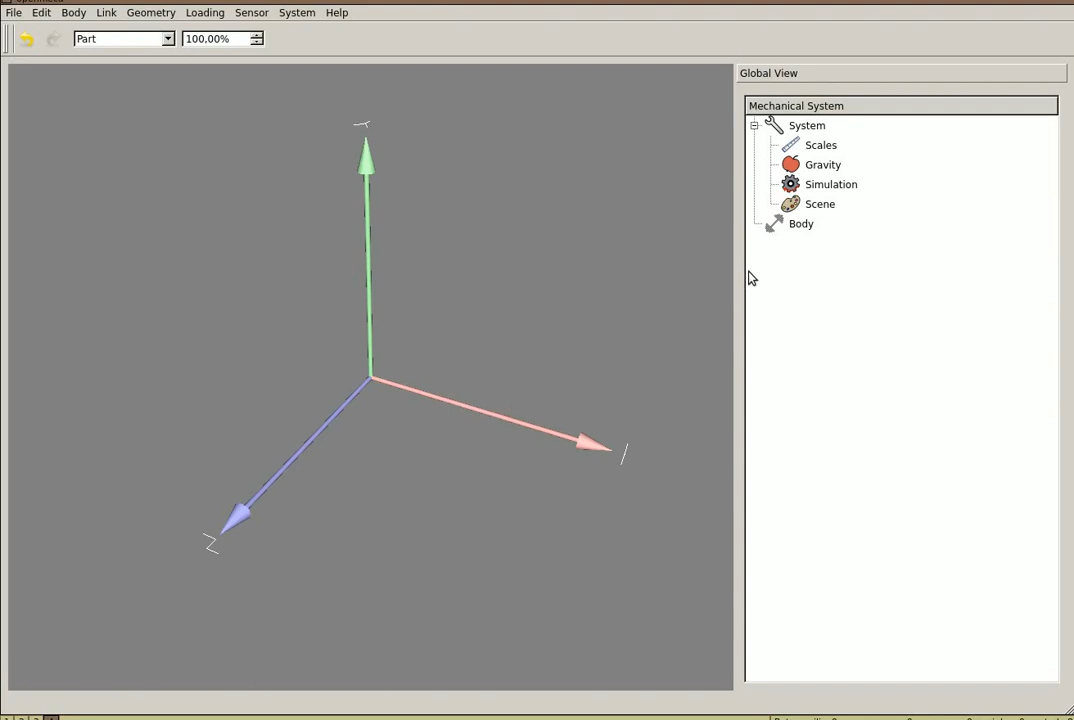 File Edit Body Link Geometry Loading Sensor System Help
Part 100,00%
Global View
Mechanical System
System
Scales
Gravity
Simulation
Scene
Body
Z